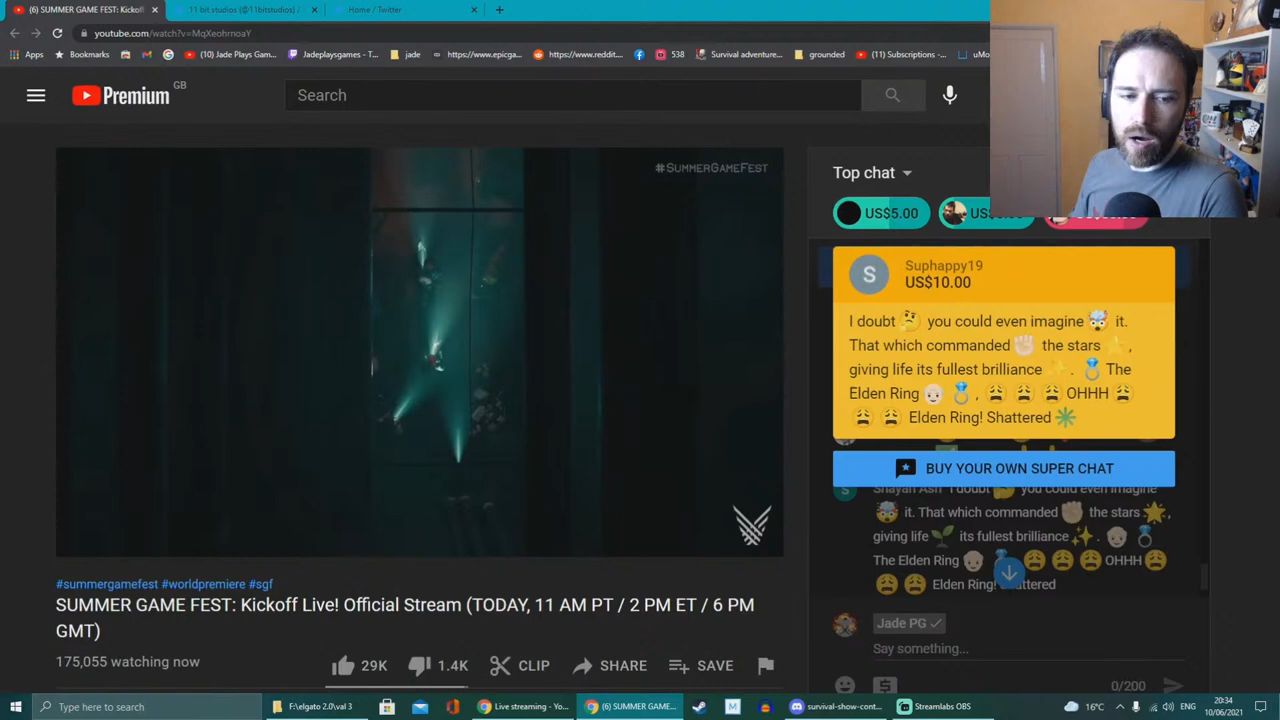 (6) SUMMER GAME FEST: Kickoff
11 bit studios (@11bitstudios) /
Home / Twitter
youtube.com/watch?v=MqXeohrnoaY
Apps
Bookmarks
(10) Jade Plays Gam...
Jadeplaysgames - T...
jade
https://www.epicga...
https://www.reddit...
538
Survival adventure...
grounded
(11) Subscriptions -...
uMo
Premium
GB
Search
#SUMMERGAMEFEST
Top chat
US$5.00
Suphappy19
US$10.00
I doubt 🤔 you could even imagine 🤯 it.
That which commanded ✊🏻 the stars ⭐,
giving life its fullest brilliance ✨. 💍 The
Elden Ring 👴🏻 💍, 😩 😩 😩 OHHH 😩
😩 😩 Elden Ring! Shattered ✳️
BUY YOUR OWN SUPER CHAT
Shayan Ash I doubt 🤔 you could even imagine
🤯 it. That which commanded ✊🏻 the stars 🌟,
giving life 🌱 its fullest brilliance ✨. 👴🏻 💍
The Elden Ring 👴🏻 😩 😩 😩 OHHH 😩
😩 😩 Elden Ring! Shattered
Jade PG
Say something...
0/200
#summergamefest #worldpremiere #sgf
SUMMER GAME FEST: Kickoff Live! Official Stream (TODAY, 11 AM PT / 2 PM ET / 6 PM
GMT)
175,055 watching now
29K
1.4K
CLIP
SHARE
SAVE
Type here to search
F:\elgato 2.0\val 3
Live streaming - Yo...
(6) SUMMER GAME...
survival-show-cont...
Streamlabs OBS
16°C
20:34
10/06/2021